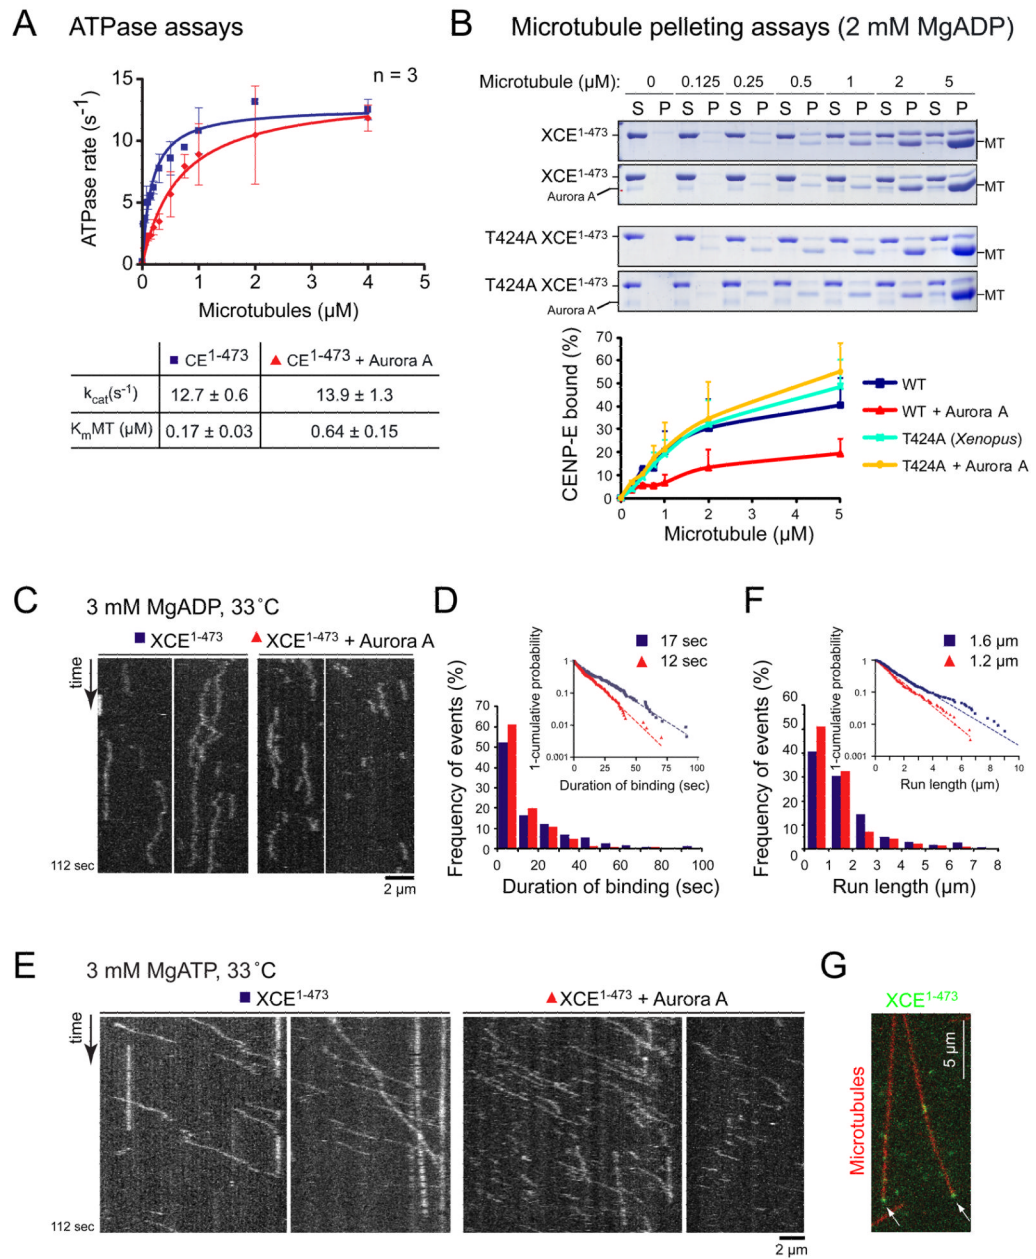 A ATPase assays
n = 3
15
10
5
0
ATPase rate (s-1)
0 1 2 3 4 5
Microtubules (µM)
CE1-473 CE1-473 + Aurora A
kcat(s-1) 12.7 ± 0.6 13.9 ± 1.3
KmMT (µM) 0.17 ± 0.03 0.64 ± 0.15
B Microtubule pelleting assays (2 mM MgADP)
Microtubule (µM): 0 0.125 0.25 0.5 1 2 5
S P S P S P S P S P S P S P
XCE1-473
MT
XCE1-473
Aurora A
MT
T424A XCE1-473
MT
T424A XCE1-473
Aurora A
MT
70
60
50
40
30
20
10
0
CENP-E bound (%)
0 1 2 3 4 5
Microtubule (µM)
WT
WT + Aurora A
T424A (Xenopus)
T424A + Aurora A
C 3 mM MgADP, 33˚C
XCE1-473 XCE1-473 + Aurora A
time
112 sec
2 µm
D
17 sec
12 sec
1-cumulative probability
1
0.1
0.01
0.001
0 25 50 75 100
Duration of binding (sec)
Frequency of events (%)
70
60
50
40
30
20
10
0
20 40 60 80 100
Duration of binding (sec)
F
1.6 µm
1.2 µm
1-cumulative probability
1
0.1
0.01
0.001
0 2 4 6 8 10
Run length (µm)
Frequency of events (%)
60
50
40
30
20
10
0
0 1 2 3 4 5 6 7 8
Run length (µm)
E 3 mM MgATP, 33˚C
XCE1-473 XCE1-473 + Aurora A
time
112 sec
2 µm
G
XCE1-473
5 µm
Microtubules